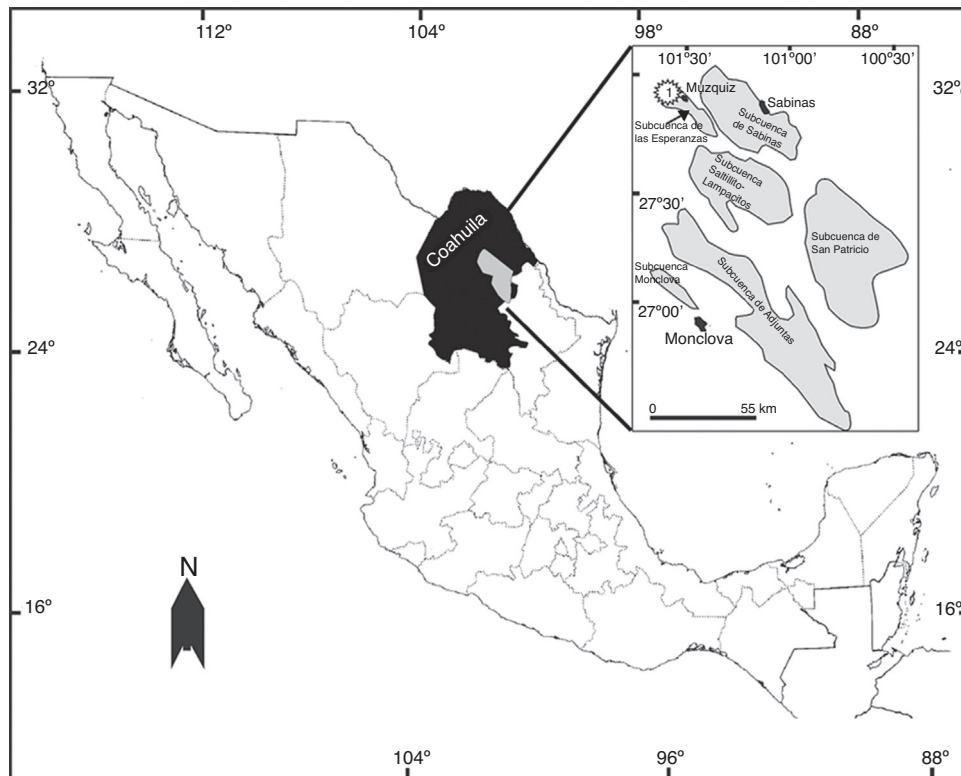 112º
104º
98º
88º
32º
32º
24º
24º
16º
16º
104º
96º
88º
Coahuila
N
101º30’
101º00’
100º30’
27º30’
27º00’
1
Muzquiz
Sabinas
Subcuenca de
las Esperanzas
Subcuenca
de Sabinas
Subcuenca
Saltillito-
Lampacitos
Subcuenca de
San Patricio
Subcuenca
Monclova
Subcuenca de Adjuntas
Monclova
0
55 km